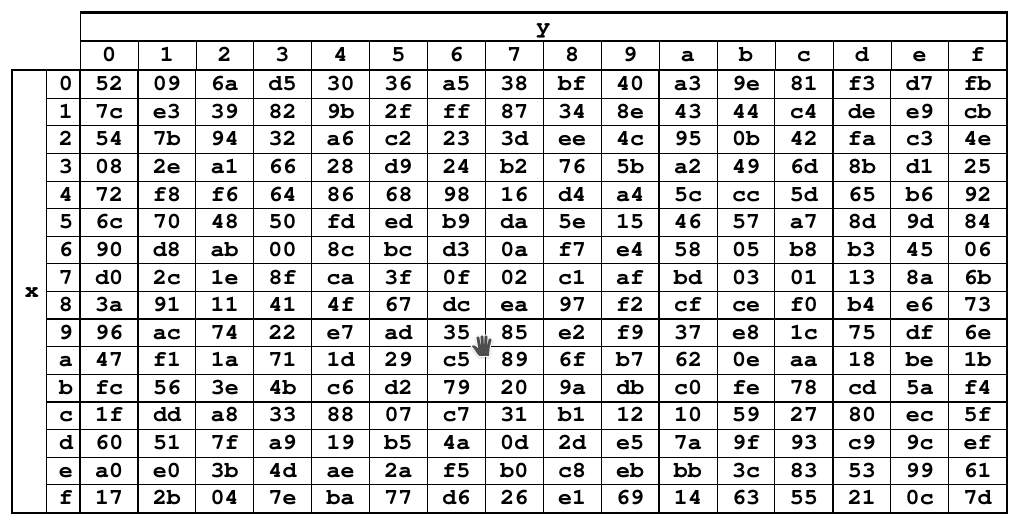 y
0 1 2 3 4 5 6 7 8 9 a b c d e f
0 52 09 6a d5 30 36 a5 38 bf 40 a3 9e 81 f3 d7 fb
1 7c e3 39 82 9b 2f ff 87 34 8e 43 44 c4 de e9 cb
2 54 7b 94 32 a6 c2 23 3d ee 4c 95 0b 42 fa c3 4e
3 08 2e a1 66 28 d9 24 b2 76 5b a2 49 6d 8b d1 25
4 72 f8 f6 64 86 68 98 16 d4 a4 5c cc 5d 65 b6 92
5 6c 70 48 50 fd ed b9 da 5e 15 46 57 a7 8d 9d 84
6 90 d8 ab 00 8c bc d3 0a f7 e4 58 05 b8 b3 45 06
7 d0 2c 1e 8f ca 3f 0f 02 c1 af bd 03 01 13 8a 6b
x
8 3a 91 11 41 4f 67 dc ea 97 f2 cf ce f0 b4 e6 73
9 96 ac 74 22 e7 ad 35 85 e2 f9 37 e8 1c 75 df 6e
a 47 f1 1a 71 1d 29 c5 89 6f b7 62 0e aa 18 be 1b
b fc 56 3e 4b c6 d2 79 20 9a db c0 fe 78 cd 5a f4
c 1f dd a8 33 88 07 c7 31 b1 12 10 59 27 80 ec 5f
d 60 51 7f a9 19 b5 4a 0d 2d e5 7a 9f 93 c9 9c ef
e a0 e0 3b 4d ae 2a f5 b0 c8 eb bb 3c 83 53 99 61
f 17 2b 04 7e ba 77 d6 26 e1 69 14 63 55 21 0c 7d